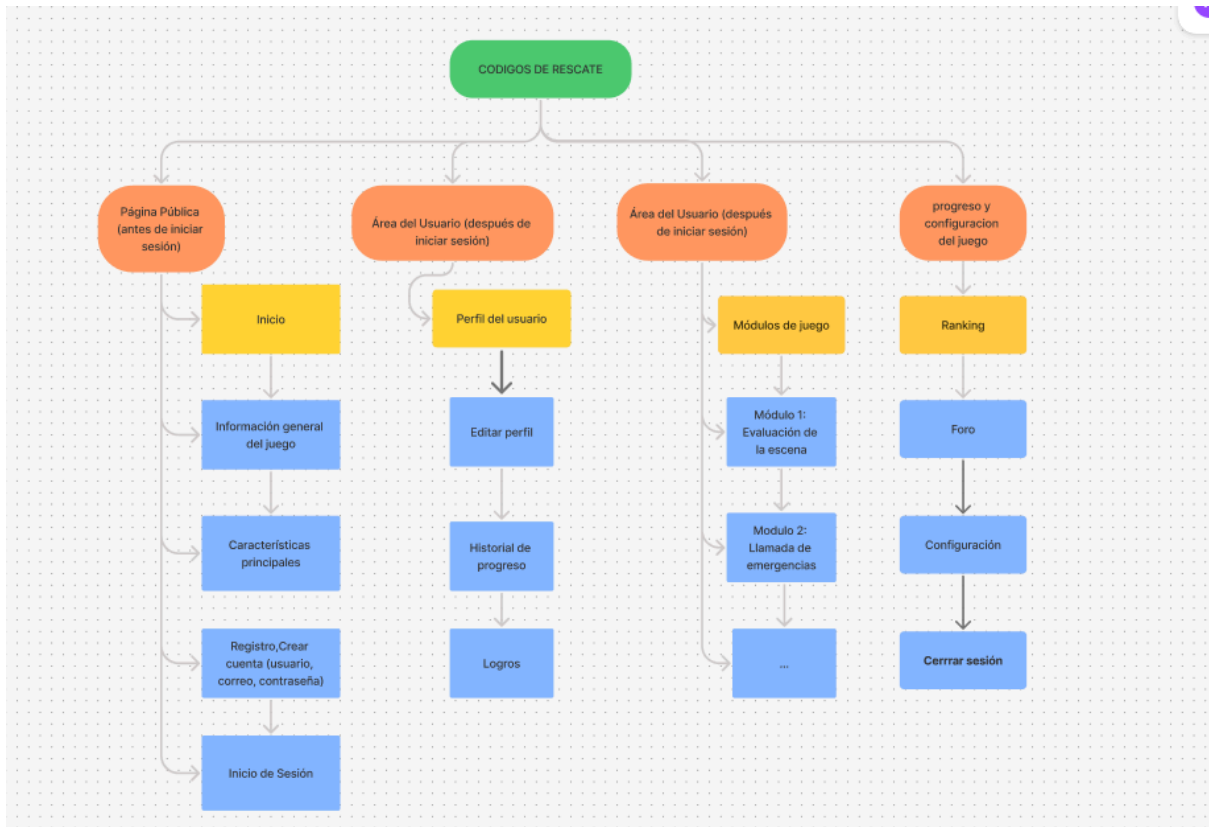 CODIGOS DE RESCATE
Página Pública
(antes de iniciar
sesión)
Área del Usuario (después de
iniciar sesión)
Área del Usuario (después
de iniciar sesión)
progreso y
configuracion
del juego
Inicio
Perfil del usuario
Módulos de juego
Ranking
Información general
del juego
Editar perfil
Módulo 1:
Evaluación de
la escena
Foro
Características
principales
Historial de
progreso
Modulo 2:
Llamada de
emergencias
Configuración
Registro,Crear
cuenta (usuario,
correo, contraseña)
Logros
...
Cerrrar sesión
Inicio de Sesión